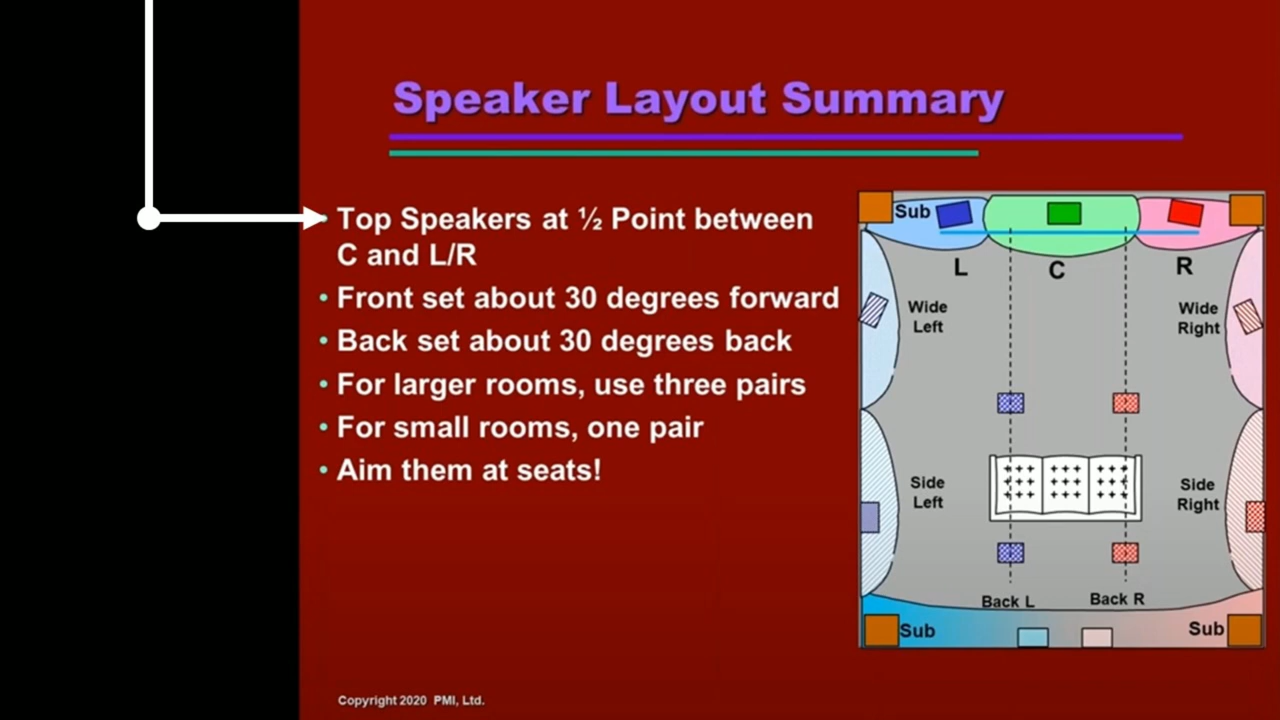 Speaker Layout Summary
• Top Speakers at ½ Point between
C and L/R
• Front set about 30 degrees forward
• Back set about 30 degrees back
• For larger rooms, use three pairs
• For small rooms, one pair
• Aim them at seats!
Sub
L
C
R
Wide
Left
Wide
Right
Side
Left
Side
Right
Back L
Back R
Sub
Sub
Copyright 2020 PMI, Ltd.